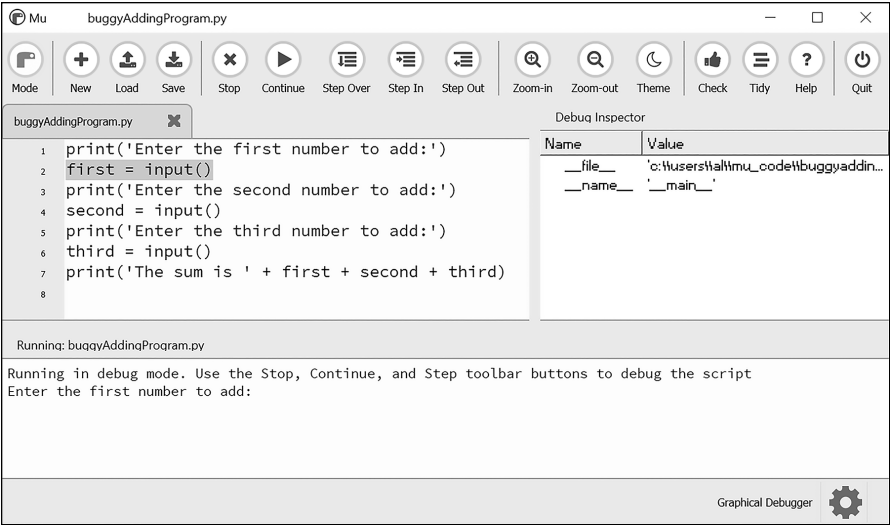 Mu buggyAddingProgram.py
Mode New Load Save Stop Continue Step Over Step In Step Out Zoom-in Zoom-out Theme Check Tidy Help Quit
buggyAddingProgram.py
1 print('Enter the first number to add:')
2 first = input()
3 print('Enter the second number to add:')
4 second = input()
5 print('Enter the third number to add:')
6 third = input()
7 print('The sum is ' + first + second + third)
8
Debug Inspector
Name Value
__file__ 'c:\\users\\al\\mu_code\\buggyaddin...
__name__ '__main__'
Running: buggyAddingProgram.py
Running in debug mode. Use the Stop, Continue, and Step toolbar buttons to debug the script
Enter the first number to add:
Graphical Debugger